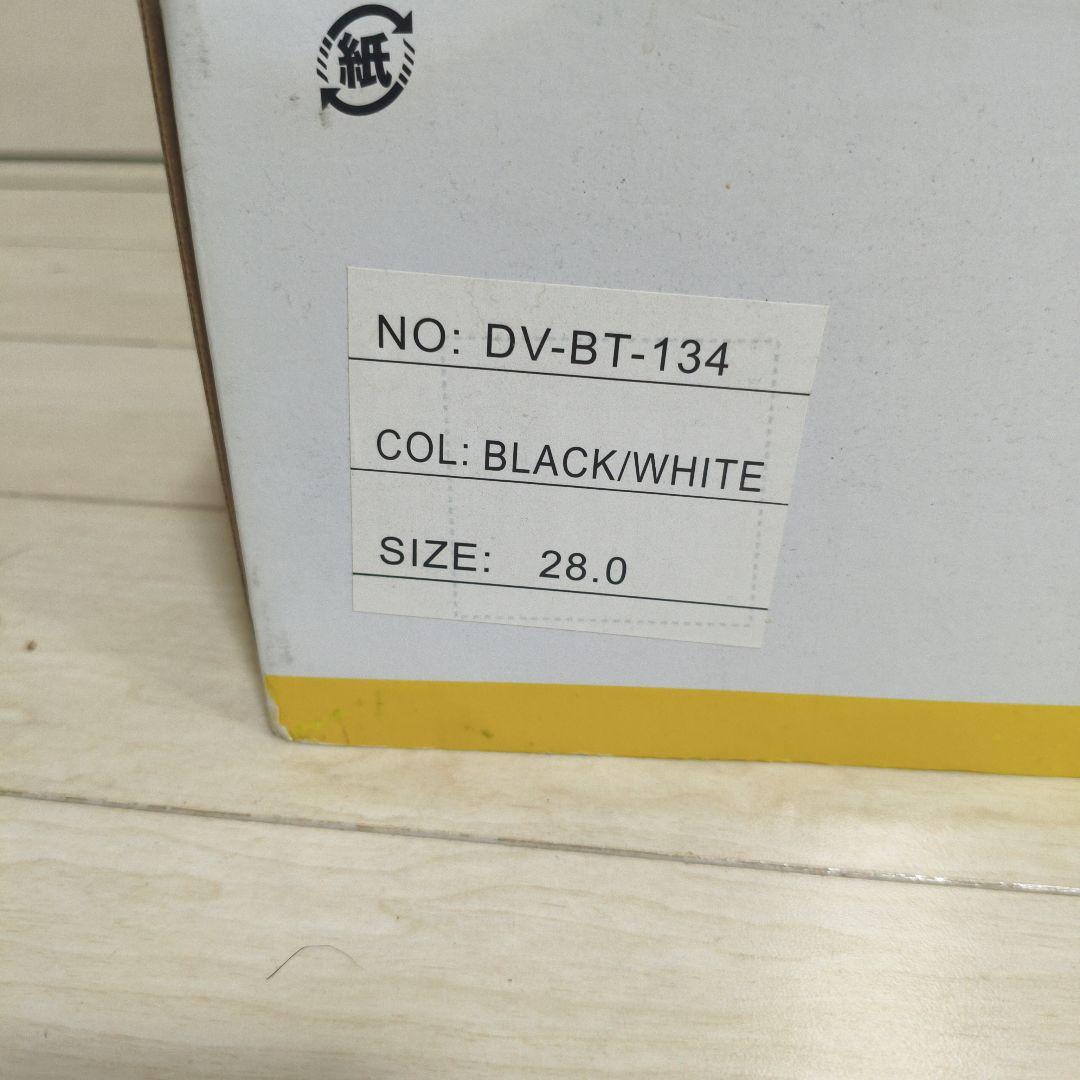 紙
NO: DV-BT-134
COL: BLACK/WHITE
SIZE: 28.0